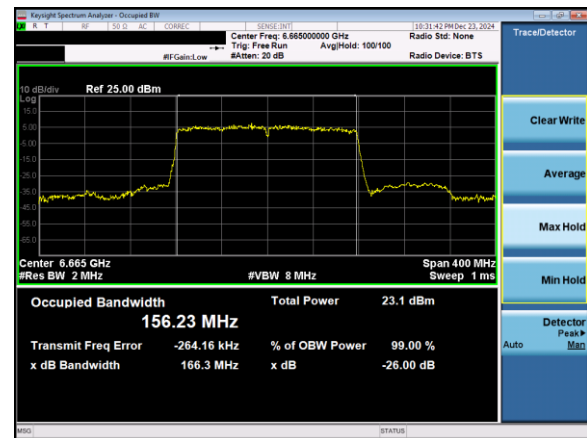 Keysight Spectrum Analyzer - Occupied BW
R T RF 50 Ω AC CORREC SENSE:INT 10:31:42 PM Dec 23, 2024
Center Freq: 6.665000000 GHz Radio Std: None
Trig: Free Run Avg|Hold: 100/100
#IFGain:Low #Atten: 20 dB Radio Device: BTS
Trace/Detector
10 dB/div Ref 25.00 dBm
Log
15.0
5.00
-5.00
-15.0
-25.0
-35.0
-45.0
-55.0
-65.0
Center 6.665 GHz Span 400 MHz
#Res BW 2 MHz #VBW 8 MHz Sweep 1 ms
Occupied Bandwidth Total Power 23.1 dBm
156.23 MHz
Transmit Freq Error -264.16 kHz % of OBW Power 99.00 %
x dB Bandwidth 166.3 MHz x dB -26.00 dB
Clear Write
Average
Max Hold
Min Hold
Detector
Peak▶
Auto Man
MSG STATUS